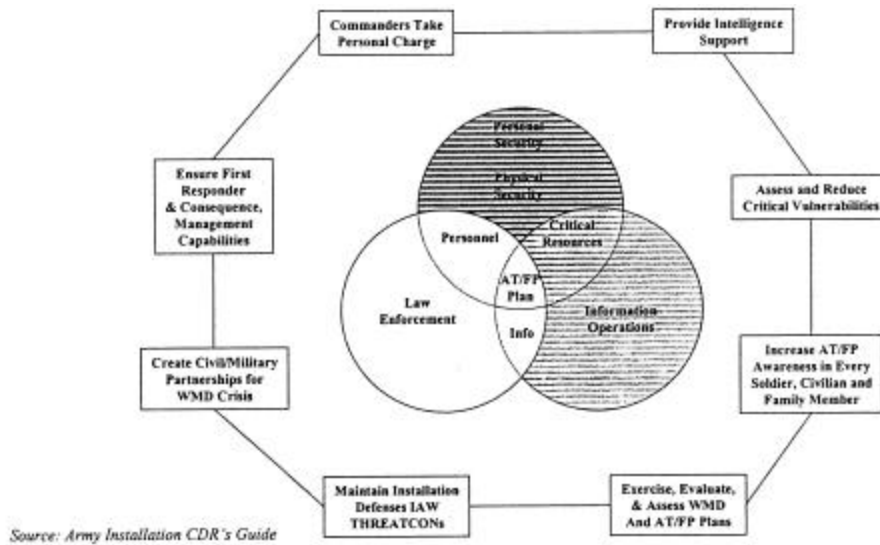 Commanders Take
Personal Charge
Provide Intelligence
Support
Ensure First
Responder
& Consequence,
Management
Capabilities
Personal
Security
Physical
Security
Assess and Reduce
Critical Vulnerabilities
Personnel
Critical
Resources
AT/FP
Plan
Law
Enforcement
Information
Operations
Info
Create Civil/Military
Partnerships for
WMD Crisis
Increase AT/FP
Awareness in Every
Soldier, Civilian and
Family Member
Maintain Installation
Defenses IAW
THREATCONs
Exercise, Evaluate,
& Assess WMD
And AT/FP Plans
Source: Army Installation CDR's Guide